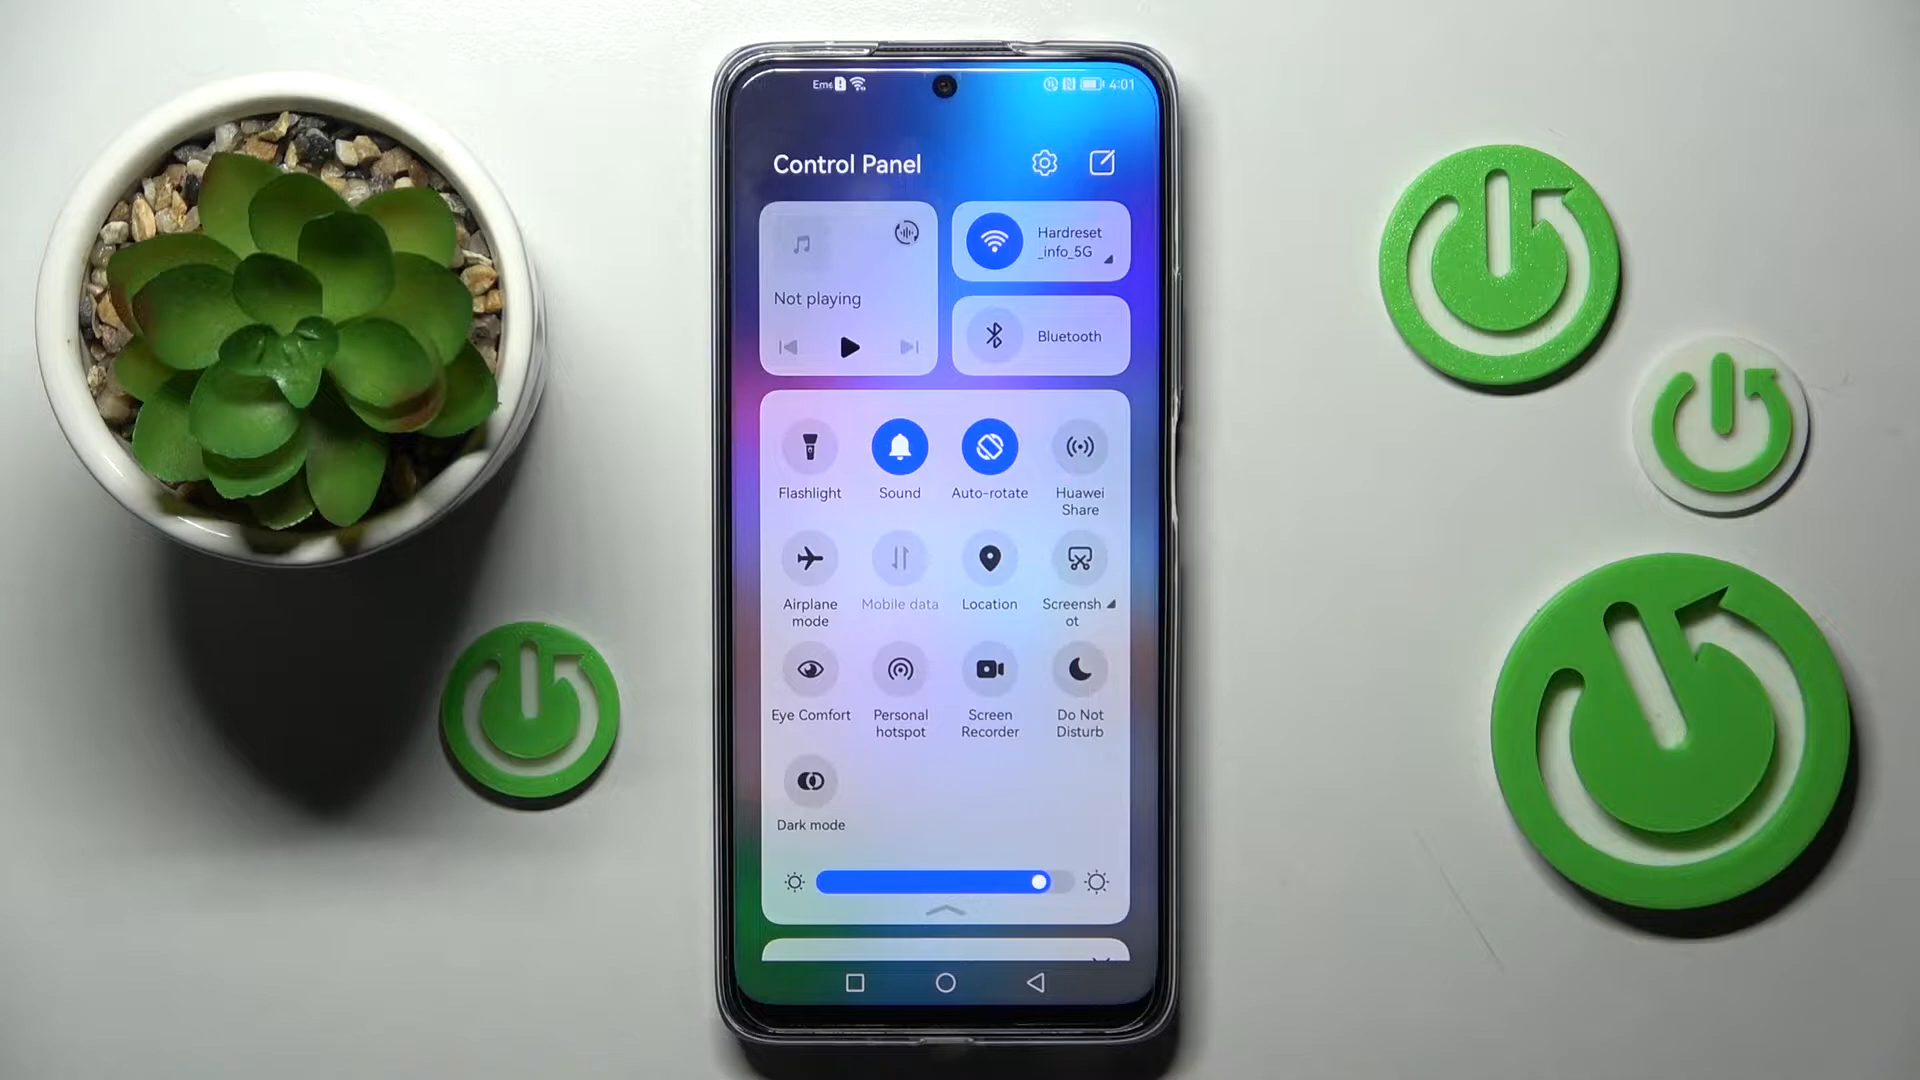 Eme 4:01
Control Panel
Hardreset
_info_5G
Not playing
Bluetooth
Flashlight Sound Auto-rotate Huawei
Share
Airplane
mode Mobile data Location Screensh
ot
Eye Comfort Personal
hotspot Screen
Recorder Do Not
Disturb
Dark mode